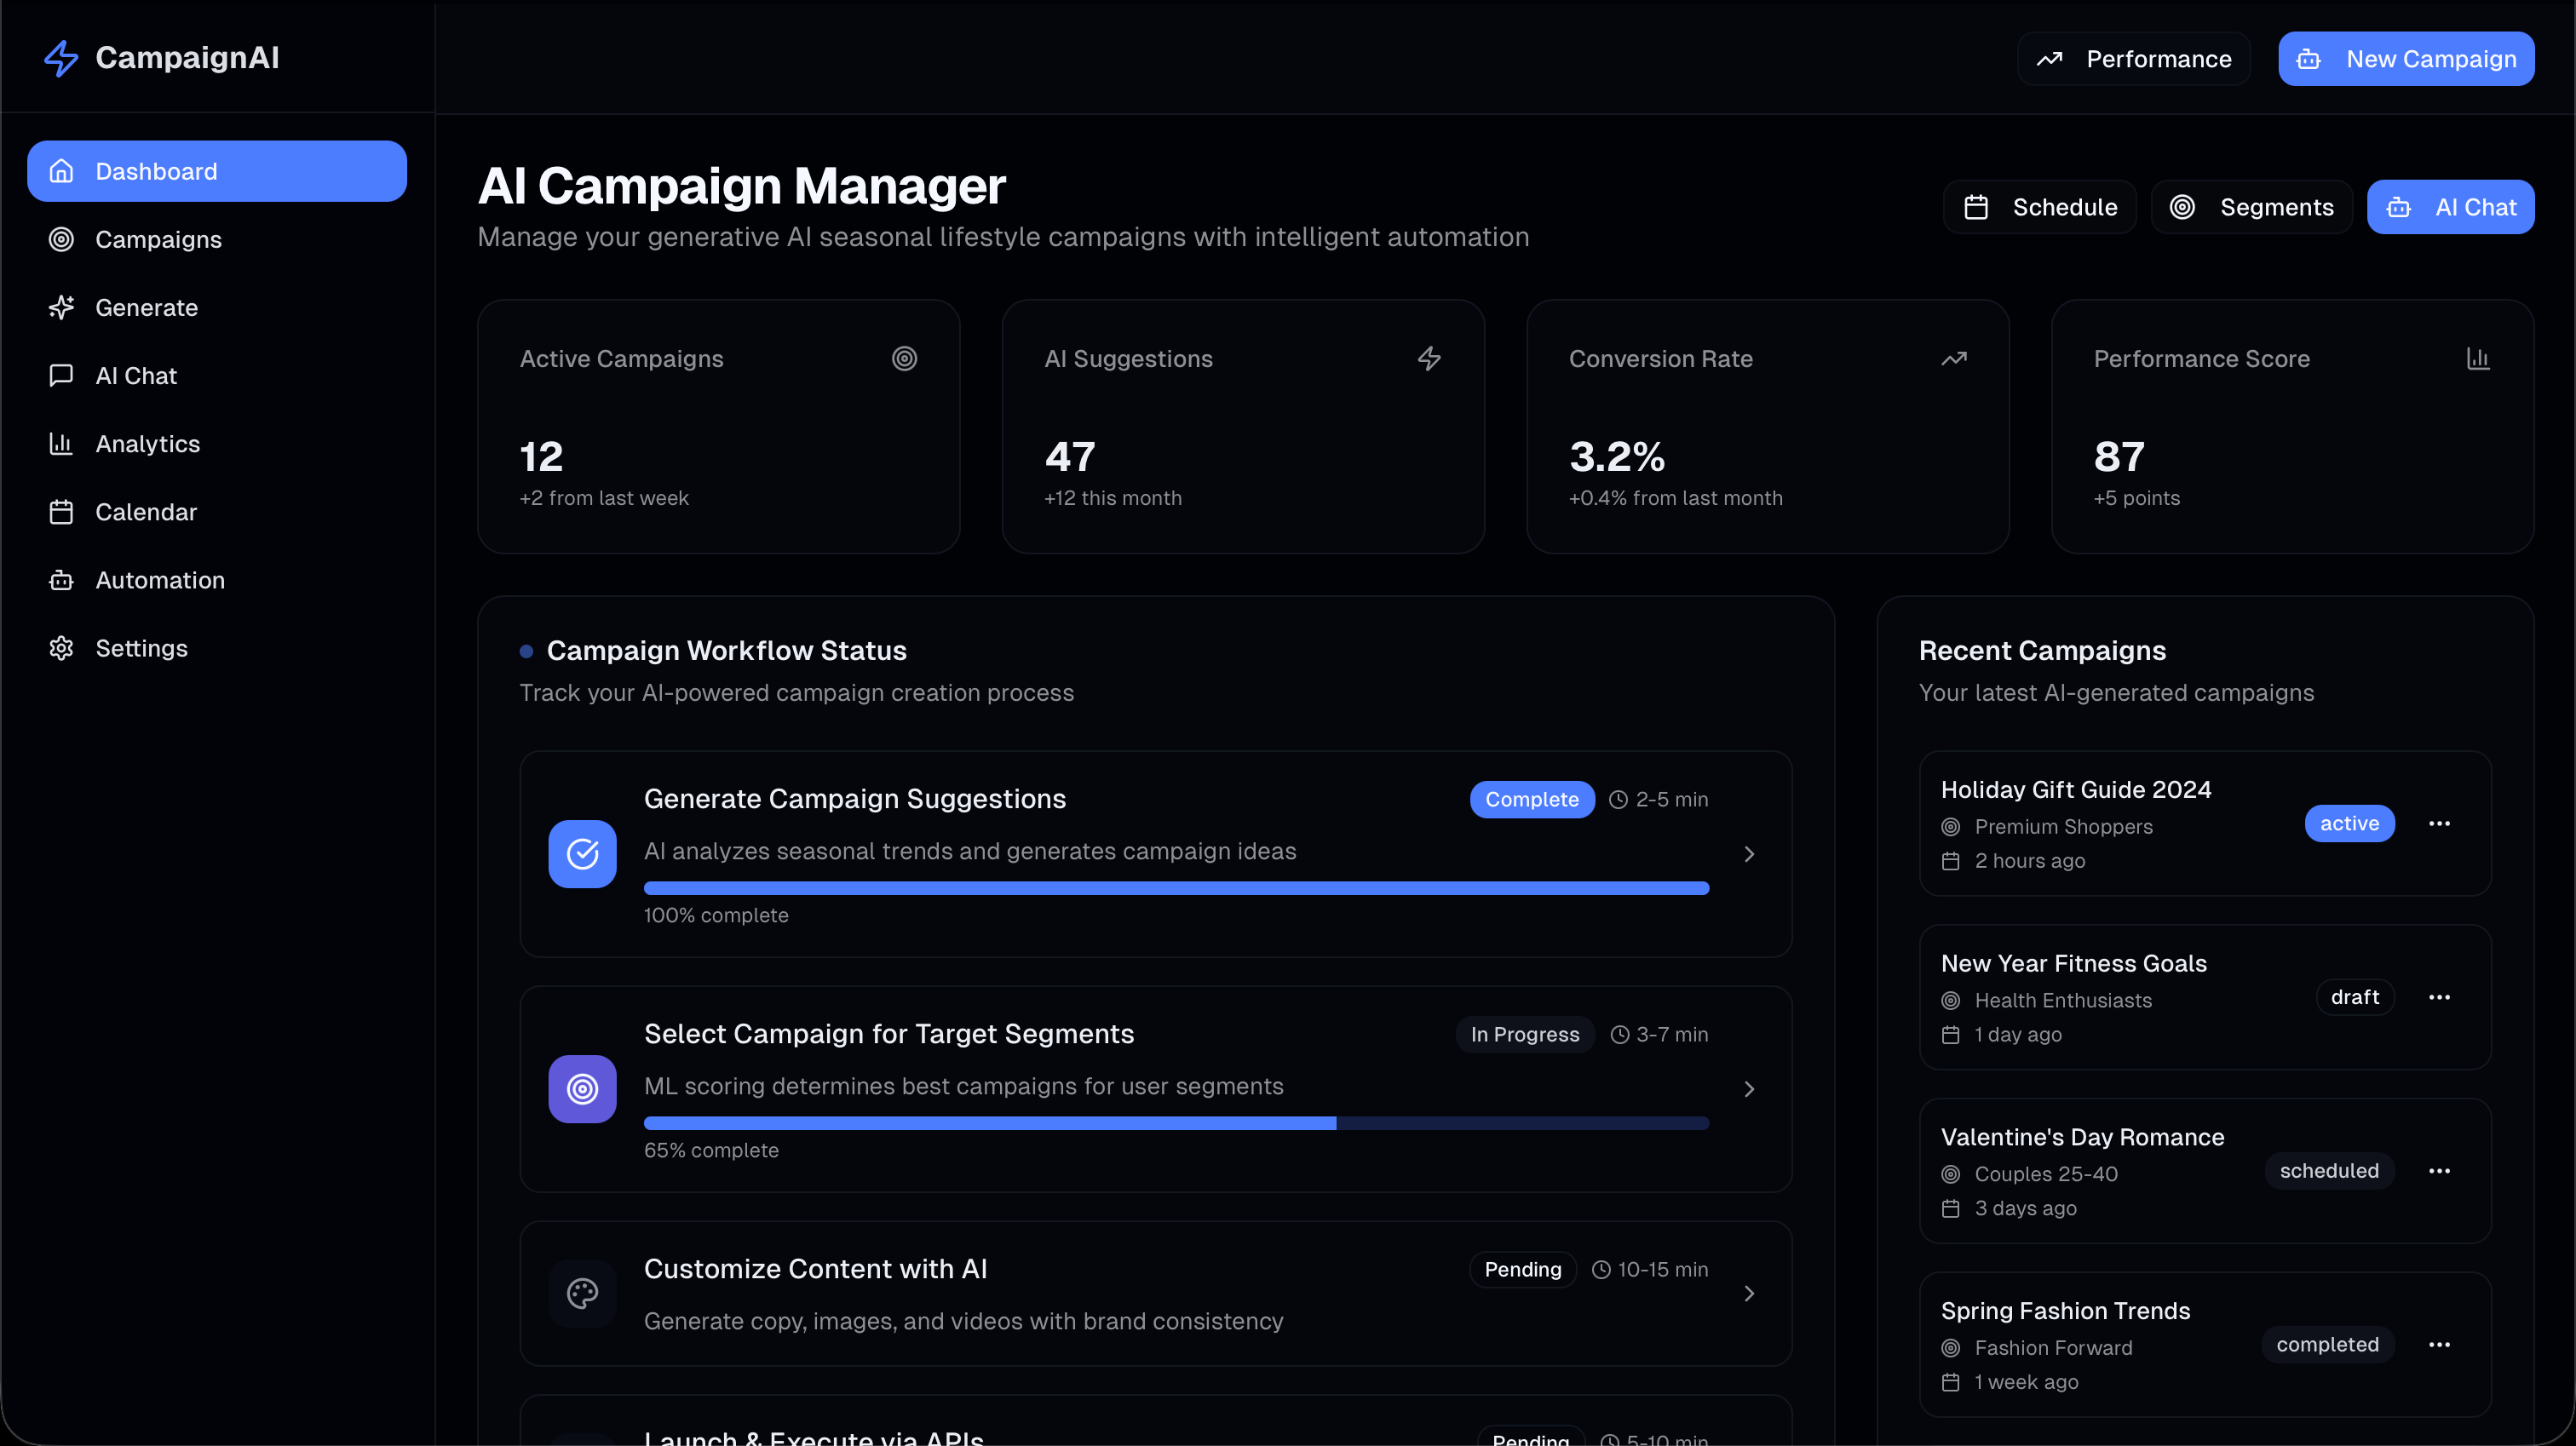 CampaignAI
Performance
New Campaign
Dashboard
Campaigns
Generate
AI Chat
Analytics
Calendar
Automation
Settings
AI Campaign Manager
Manage your generative AI seasonal lifestyle campaigns with intelligent automation
Schedule
Segments
AI Chat
Active Campaigns
12
+2 from last week
AI Suggestions
47
+12 this month
Conversion Rate
3.2%
+0.4% from last month
Performance Score
87
+5 points
Campaign Workflow Status
Track your AI-powered campaign creation process
Generate Campaign Suggestions
Complete
2-5 min
AI analyzes seasonal trends and generates campaign ideas
100% complete
Select Campaign for Target Segments
In Progress
3-7 min
ML scoring determines best campaigns for user segments
65% complete
Customize Content with AI
Pending
10-15 min
Generate copy, images, and videos with brand consistency
Launch & Execute via APIs
Pending
5-10 min
Recent Campaigns
Your latest AI-generated campaigns
Holiday Gift Guide 2024
Premium Shoppers
2 hours ago
active
New Year Fitness Goals
Health Enthusiasts
1 day ago
draft
Valentine's Day Romance
Couples 25-40
3 days ago
scheduled
Spring Fashion Trends
Fashion Forward
1 week ago
completed